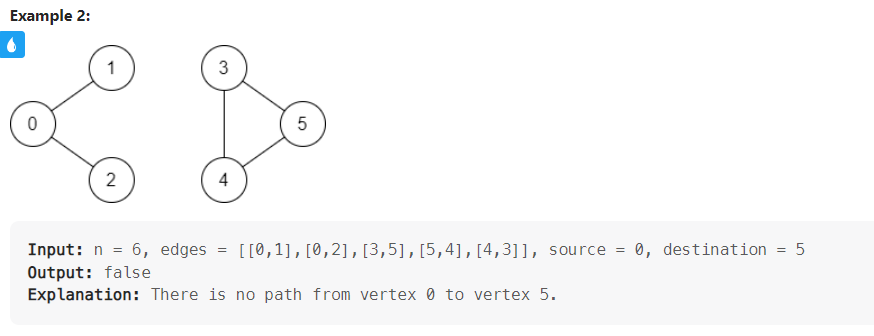 Example 2:
1
3
0
5
2
4
Input: n = 6, edges = [[0,1],[0,2],[3,5],[5,4],[4,3]], source = 0, destination = 5
Output: false
Explanation: There is no path from vertex 0 to vertex 5.